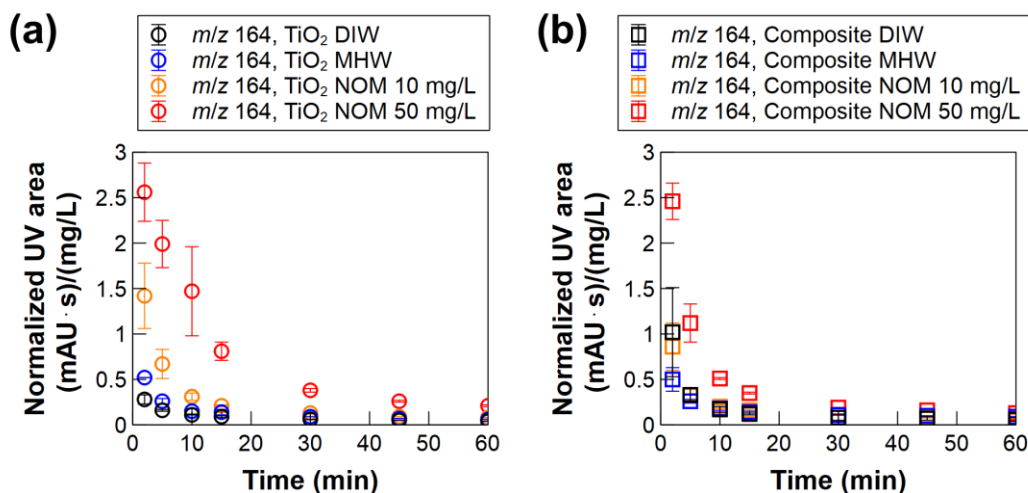 (a)
m/z 164, TiO₂ DIW
m/z 164, TiO₂ MHW
m/z 164, TiO₂ NOM 10 mg/L
m/z 164, TiO₂ NOM 50 mg/L
Normalized UV area
(mAU · s)/(mg/L)
3
2.5
2
1.5
1
0.5
0
0 10 20 30 40 50 60
Time (min)
(b)
m/z 164, Composite DIW
m/z 164, Composite MHW
m/z 164, Composite NOM 10 mg/L
m/z 164, Composite NOM 50 mg/L
Normalized UV area
(mAU · s)/(mg/L)
3
2.5
2
1.5
1
0.5
0
0 10 20 30 40 50 60
Time (min)